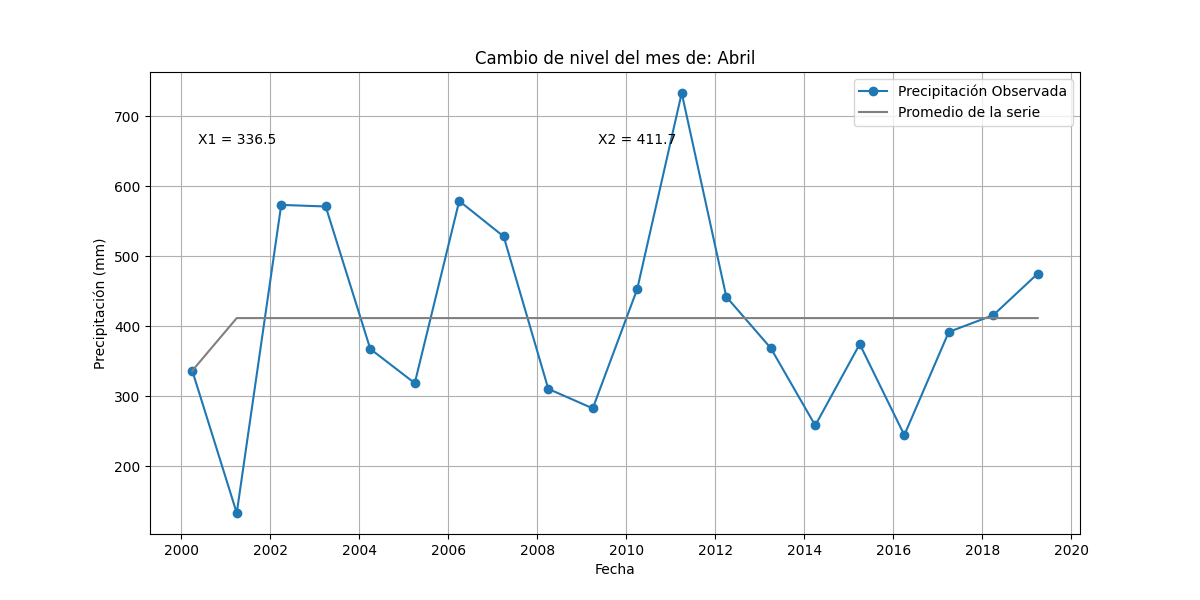 Cambio de nivel del mes de: Abril
Precipitación Observada
Promedio de la serie
X1 = 336.5
X2 = 411.7
Precipitación (mm)
700
600
500
400
300
200
2000 2002 2004 2006 2008 2010 2012 2014 2016 2018 2020
Fecha